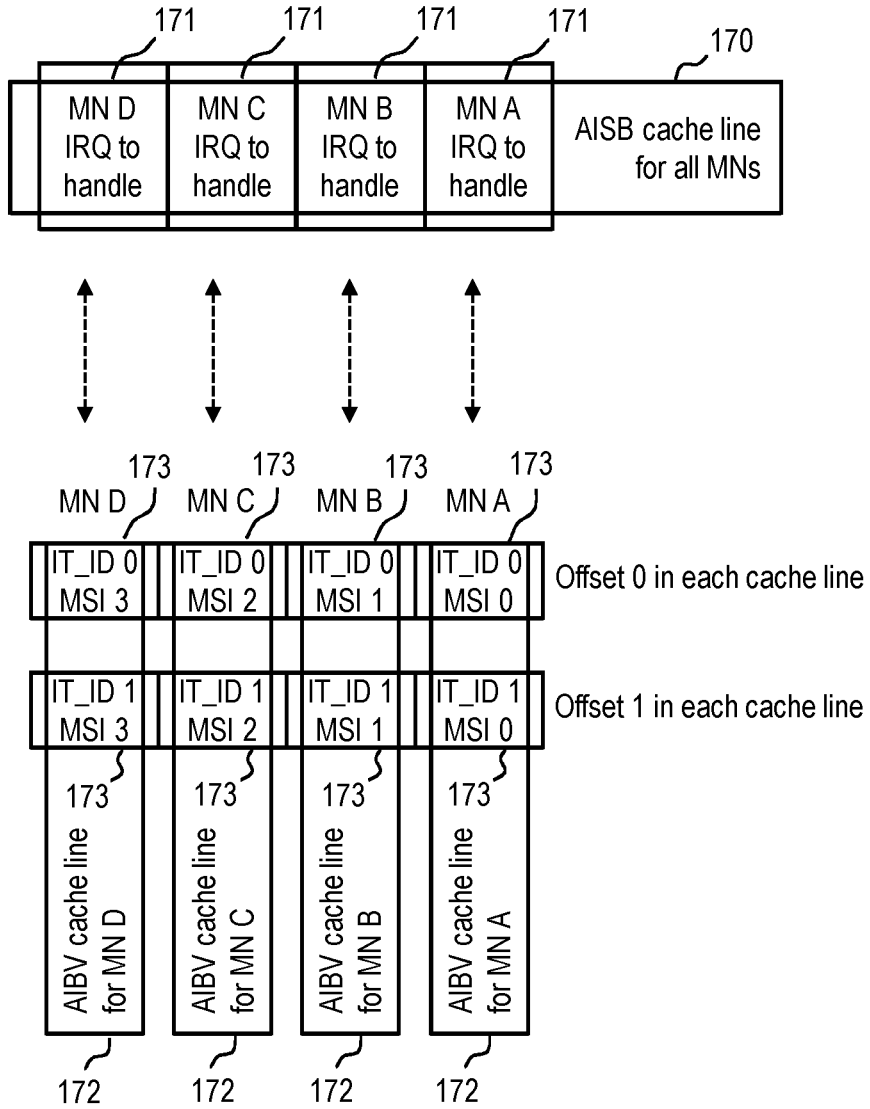 171 171 171 171 170
MN D MN C MN B MN A
IRQ to IRQ to IRQ to IRQ to
handle handle handle handle
AISB cache line
for all MNs
173 173 173 173
MN D MN C MN B MN A
IT_ID 0 IT_ID 0 IT_ID 0 IT_ID 0
MSI 3 MSI 2 MSI 1 MSI 0
Offset 0 in each cache line
IT_ID 1 IT_ID 1 IT_ID 1 IT_ID 1
MSI 3 MSI 2 MSI 1 MSI 0
Offset 1 in each cache line
173 173 173 173
AIBV cache line
for MN D
AIBV cache line
for MN C
AIBV cache line
for MN B
AIBV cache line
for MN A
172 172 172 172